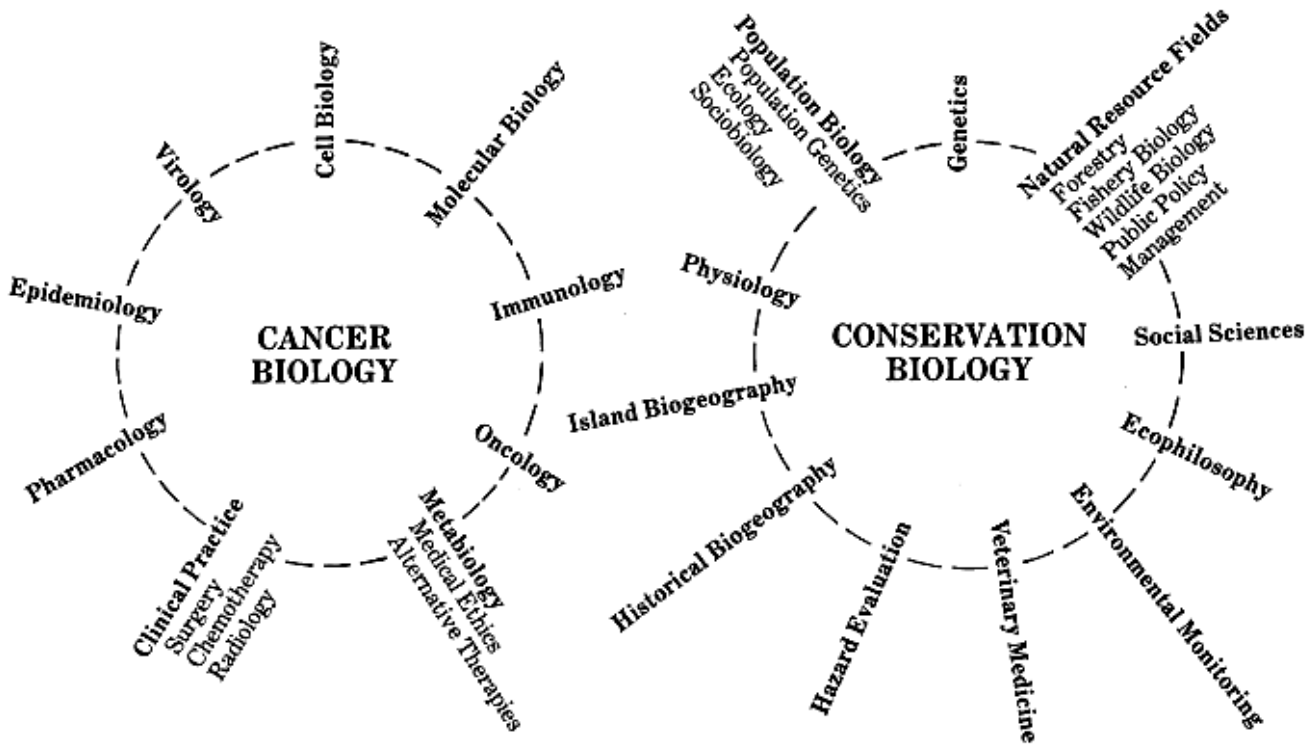 Cell Biology
Molecular Biology
Immunology
Oncology
Metabiology
Medical Ethics
Alternative Therapies
Clinical Practice
Surgery
Chemotherapy
Radiology
Pharmacology
Epidemiology
Virology
CANCER
BIOLOGY
Population Biology
Population Genetics
Ecology
Sociobiology
Genetics
Natural Resource Fields
Forestry
Fishery Biology
Wildlife Biology
Public Policy
Management
Social Sciences
Ecophilosophy
Environmental Monitoring
Veterinary Medicine
Hazard Evaluation
Historical Biogeography
Island Biogeography
Physiology
CONSERVATION
BIOLOGY